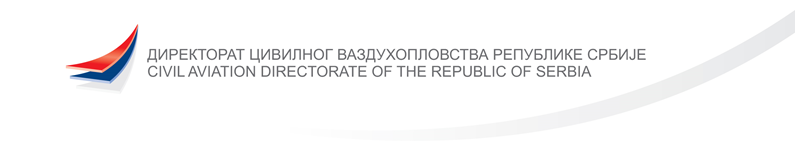 ДИРЕКТОРАТ ЦИВИЛНОГ ВАЗДУХОПЛОВСТВА РЕПУБЛИКЕ СРБИЈЕ
CIVIL AVIATION DIRECTORATE OF THE REPUBLIC OF SERBIA